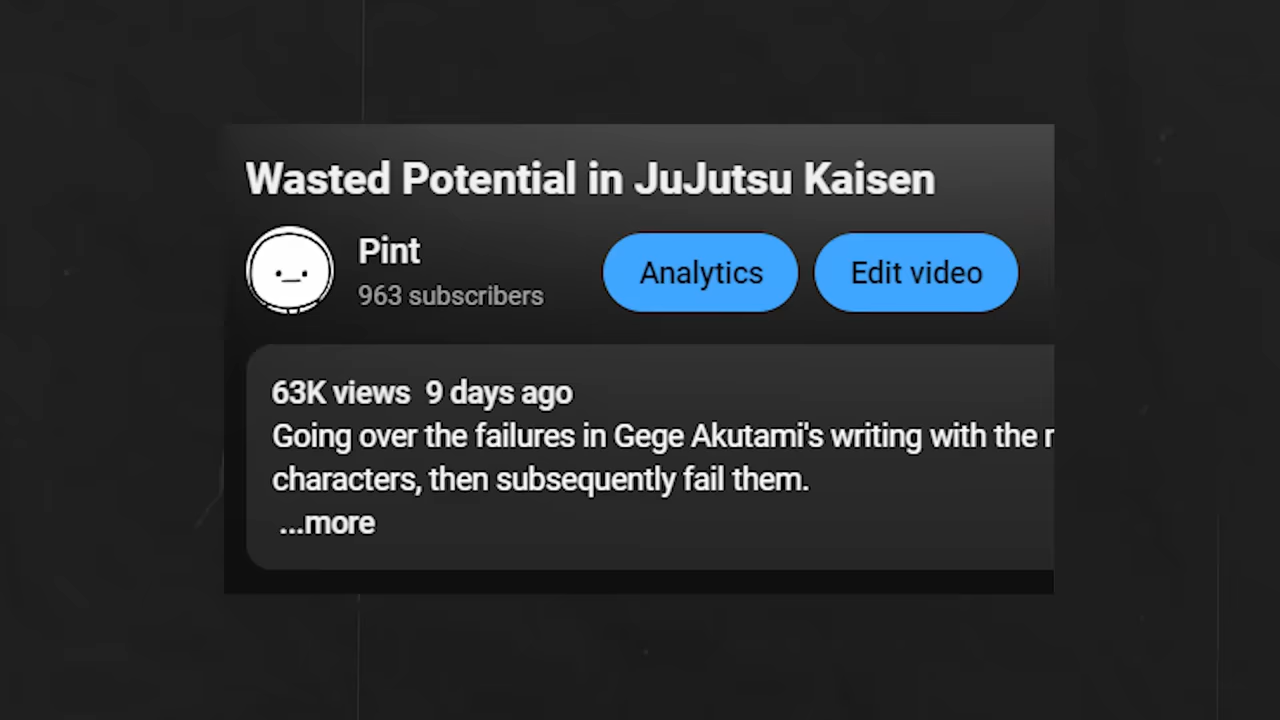 Wasted Potential in JuJutsu Kaisen
Pint
963 subscribers
Analytics
Edit video
63K views 9 days ago
Going over the failures in Gege Akutami's writing with the
characters, then subsequently fail them.
...more